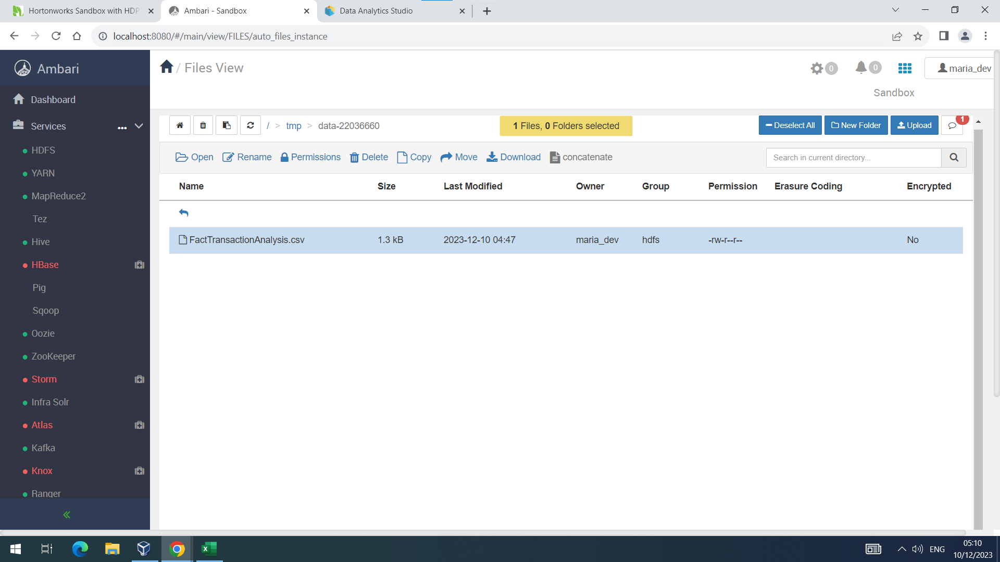 Hortonworks Sandbox with HDP
Ambari - Sandbox
Data Analytics Studio
localhost:8080/#/main/view/FILES/auto_files_instance
Ambari
/ Files View
0
0
maria_dev
Sandbox
Dashboard
Services
HDFS
YARN
MapReduce2
Tez
Hive
HBase
Pig
Sqoop
Oozie
ZooKeeper
Storm
Infra Solr
Atlas
Kafka
Knox
Ranger
/ > tmp > data-22036660
1 Files, 0 Folders selected
Deselect All
New Folder
Upload
1
Open Rename Permissions Delete Copy Move Download concatenate
Search in current directory...
Name Size Last Modified Owner Group Permission Erasure Coding Encrypted
FactTransactionAnalysis.csv 1.3 kB 2023-12-10 04:47 maria_dev hdfs -rw-r--r-- No
ENG
05:10
10/12/2023